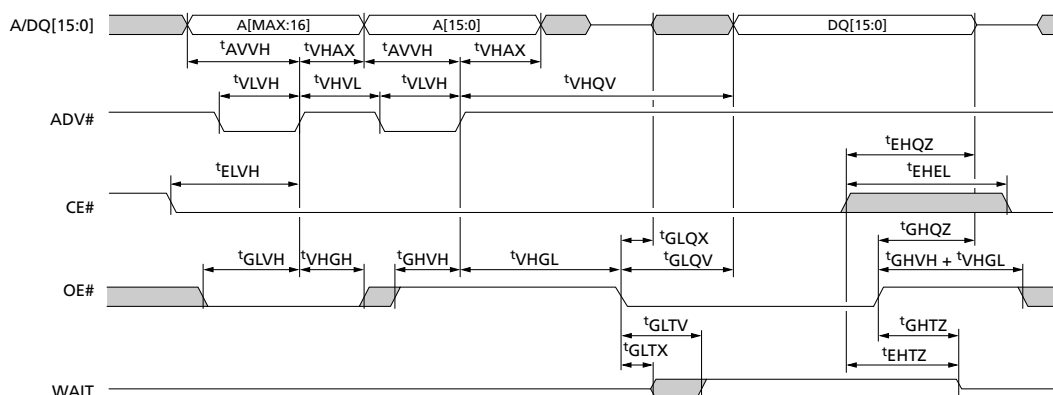 A/DQ[15:0] A[MAX:16] A[15:0] DQ[15:0]
tAVVH tVHAX tAVVH tVHAX
tVLVH tVHVL tVLVH tVHQV
ADV#
tEHQZ
tELVH tEHEL
CE#
tGHQZ
tGLQX
tGLVH tVHGH tGHVH tVHGL tGLQV tGHVH + tVHGL
OE#
tGLTV tGHTZ
tGLTX tEHTZ
WAIT